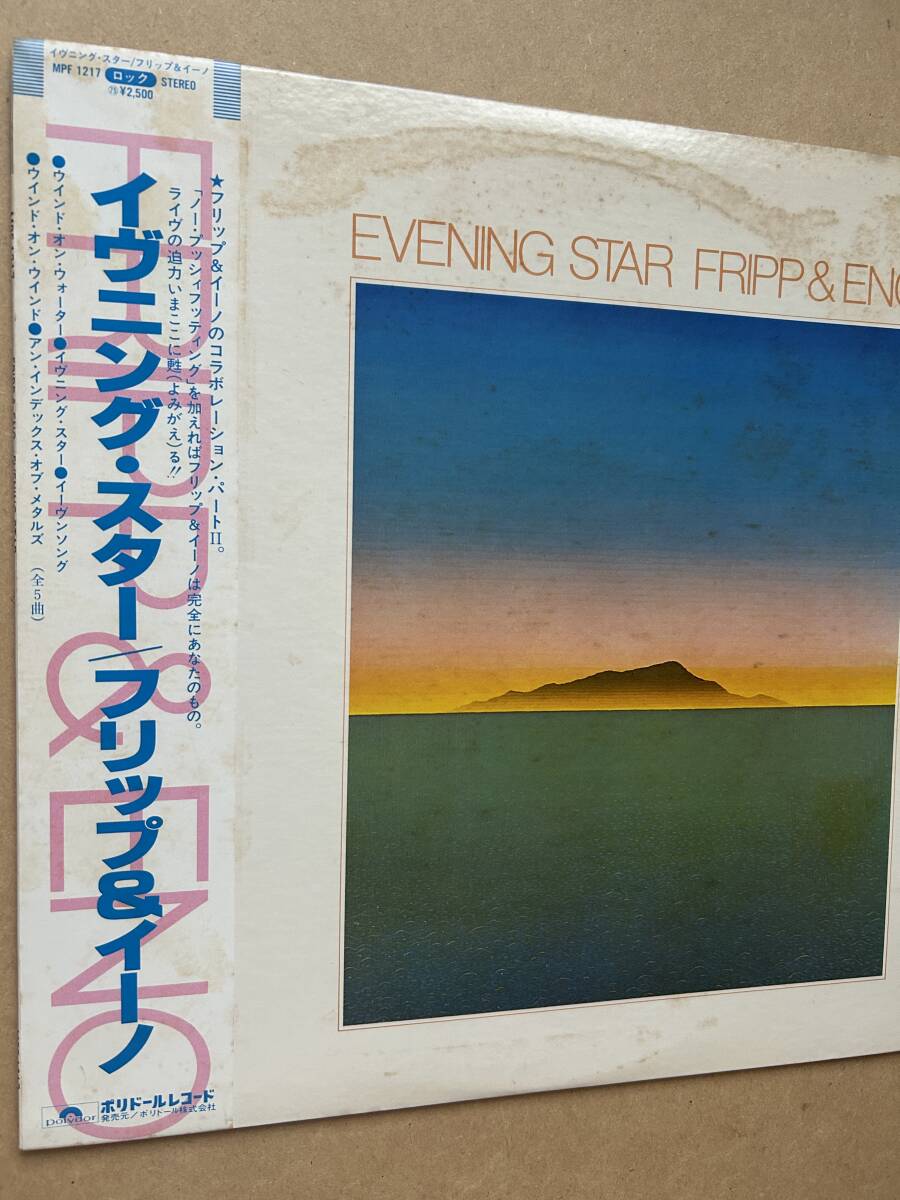 イヴニング・スター/フリップ&イーノ
MPF 1217 ロック STEREO
㋄¥2,500
★フリップ&イーノのコラボレーション・パートII。
「ノー・プッシィフッティング」を加えればフリップ&イーノは完全にあなたのもの。
ライヴの迫力いまここに甦(よみがえ)る!!
イヴニング・スター/フリップ&イーノ
FRIPP & ENO
●ウインド・オン・ウォーター●イヴニング・スター●イーヴンソング
●ウインド・オン・ウインド●アン・インデックス・オブ・メタルズ (全5曲)
polydor
ポリドールレコード
発売元/ポリドール株式会社
EVENING STAR FRIPP & ENO